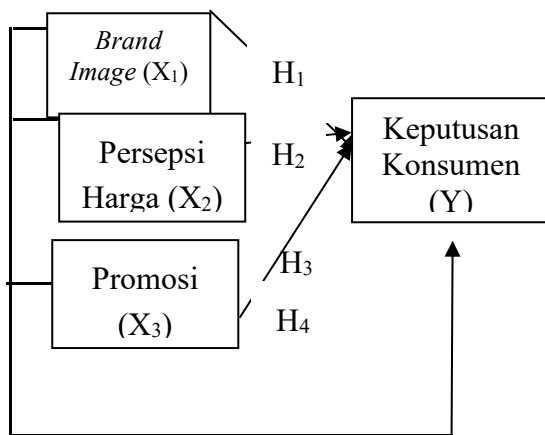 Brand
Image (X₁)
H₁
Persepsi
Harga (X₂)
H₂
Keputusan
Konsumen
(Y)
Promosi
(X₃)
H₃
H₄